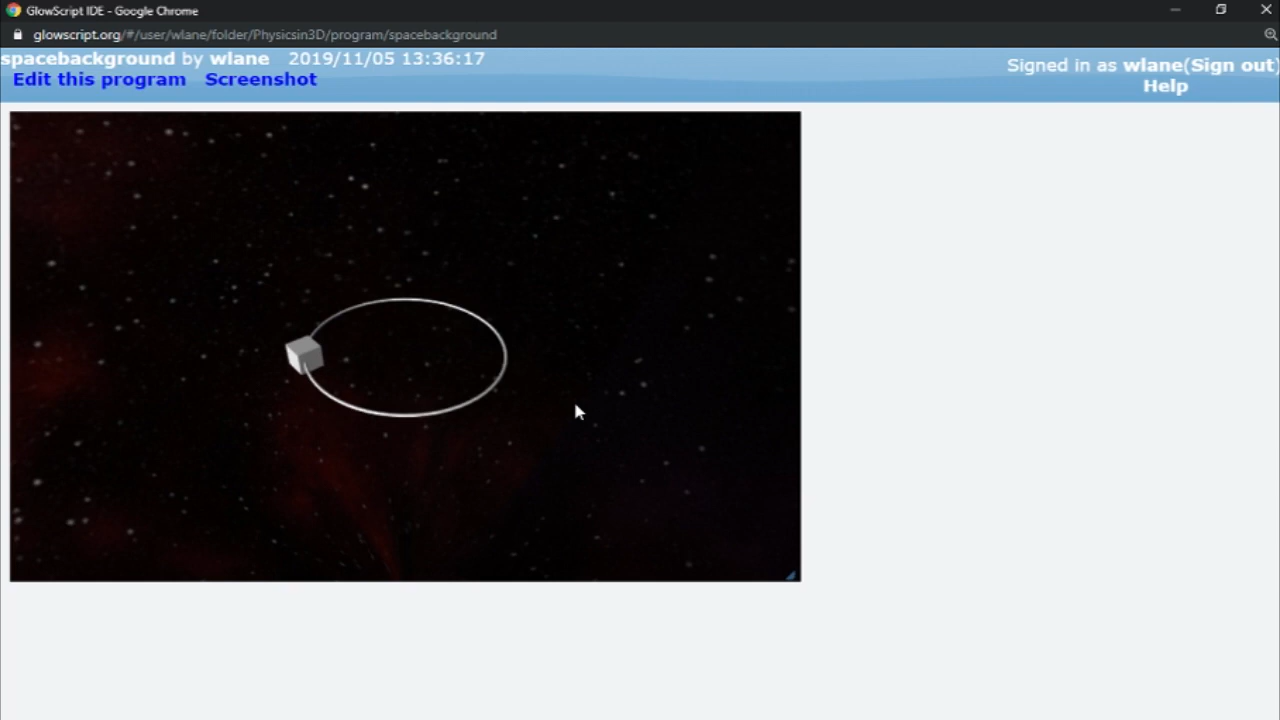 GlowScript IDE - Google Chrome
glowscript.org/#/user/wlane/folder/Physicsin3D/program/spacebackground
spacebackground by wlane 2019/11/05 13:36:17
Signed in as wlane(Sign out)
Edit this program Screenshot
Help